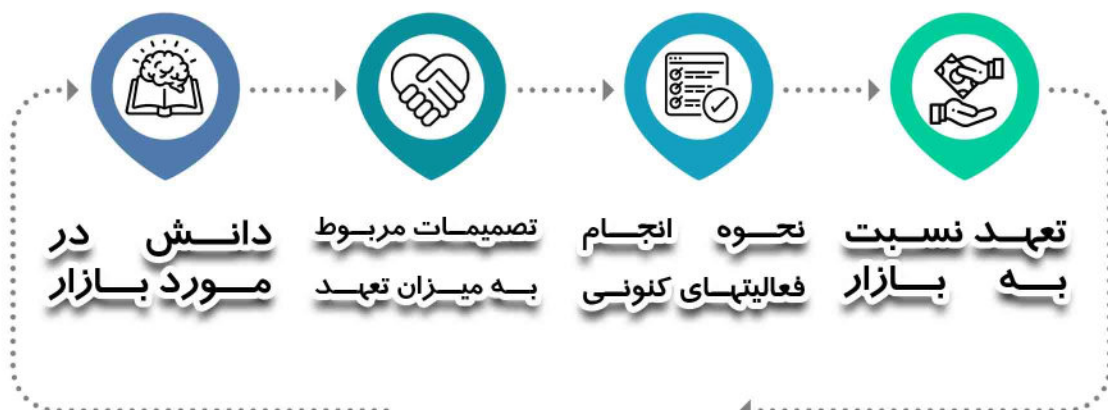 تعهد نسبت
به بازار
نحوه انجام
فعالیتهای کنونی
تصمیمات مربوط
به میزان تعهد
دانش در
مورد بازار